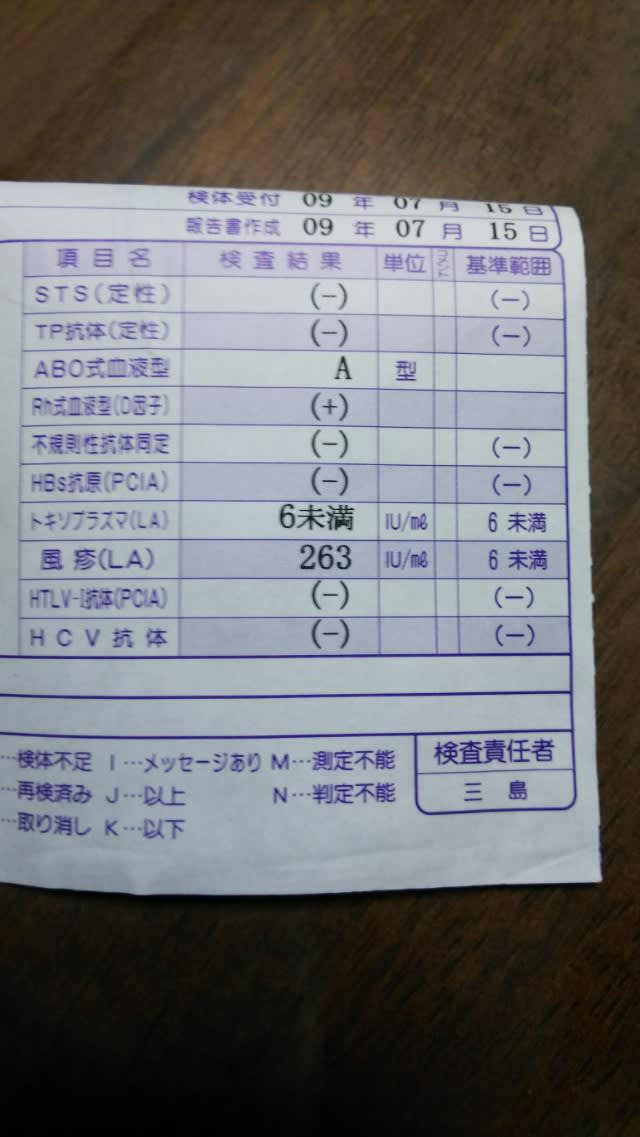 検体受付 09 年 07 月 15 日
報告書作成 09 年 07 月 15 日
項目名 検査結果 単位 コメント 基準範囲
STS(定性) (-) (-)
TP抗体(定性) (-) (-)
ABO式血液型 A 型
Rh式血液型(D因子) (+)
不規則性抗体同定 (-) (-)
HBs抗原(PCIA) (-) (-)
トキソプラズマ(LA) 6未満 IU/mℓ 6 未満
風疹(LA) 263 IU/mℓ 6 未満
HTLV-I抗体(PCIA) (-) (-)
HCV抗体 (-) (-)
…検体不足 I…メッセージあり M…測定不能
…再検済み J…以上 N…判定不能
…取り消し K…以下
検査責任者
三島